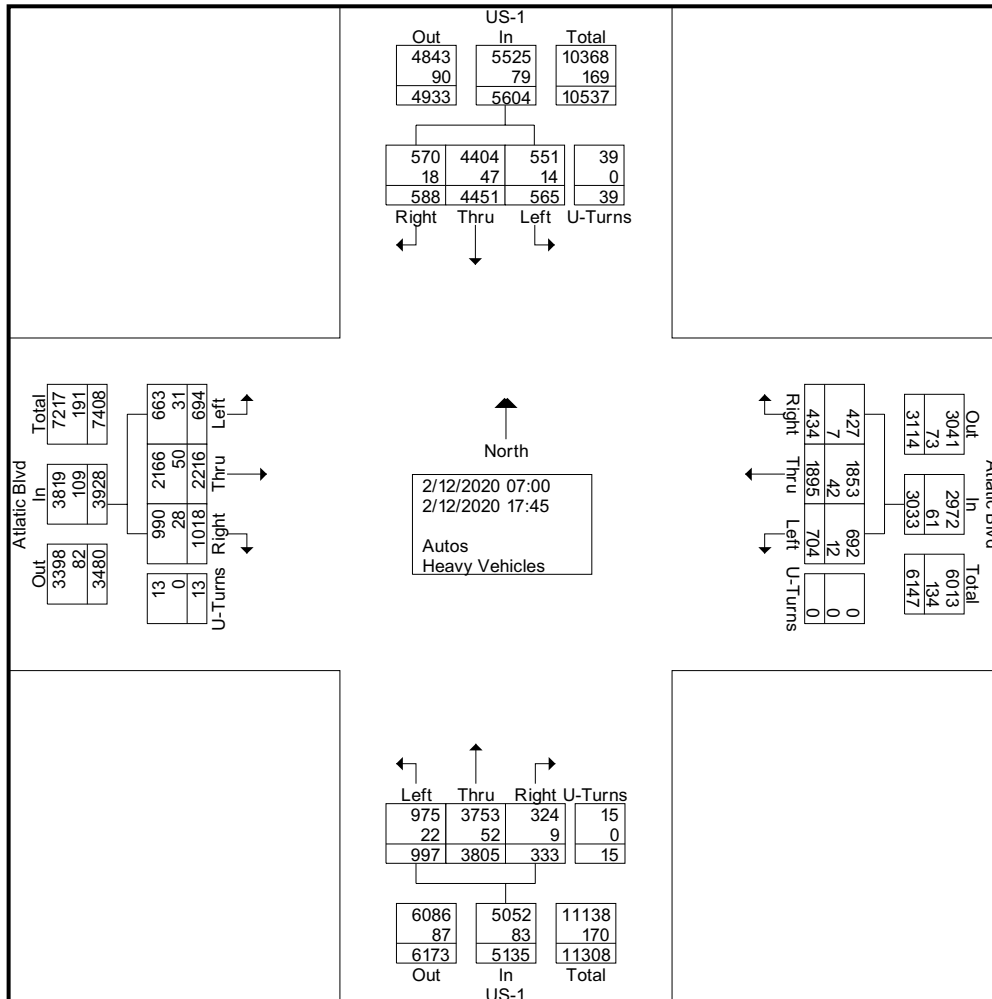 US-1
Out In Total
4843 5525 10368
90 79 169
4933 5604 10537
570 4404 551 39
18 47 14 0
588 4451 565 39
Right Thru Left U-Turns
Atlatic Blvd
Total In Out
7217 3819 3398
191 109 82
7408 3928 3480
663 2166 990 13
31 50 28 0
694 2216 1018 13
Left Thru Right U-Turns
North
2/12/2020 07:00
2/12/2020 17:45
Autos
Heavy Vehicles
Right Thru Left U-Turns
427 1853 692 0
7 42 12 0
434 1895 704 0
Out In Total
3041 2972 6013
73 61 134
3114 3033 6147
Atlatic Blvd
Left Thru Right U-Turns
975 3753 324 15
22 52 9 0
997 3805 333 15
6086 5052 11138
87 83 170
6173 5135 11308
Out In Total
US-1